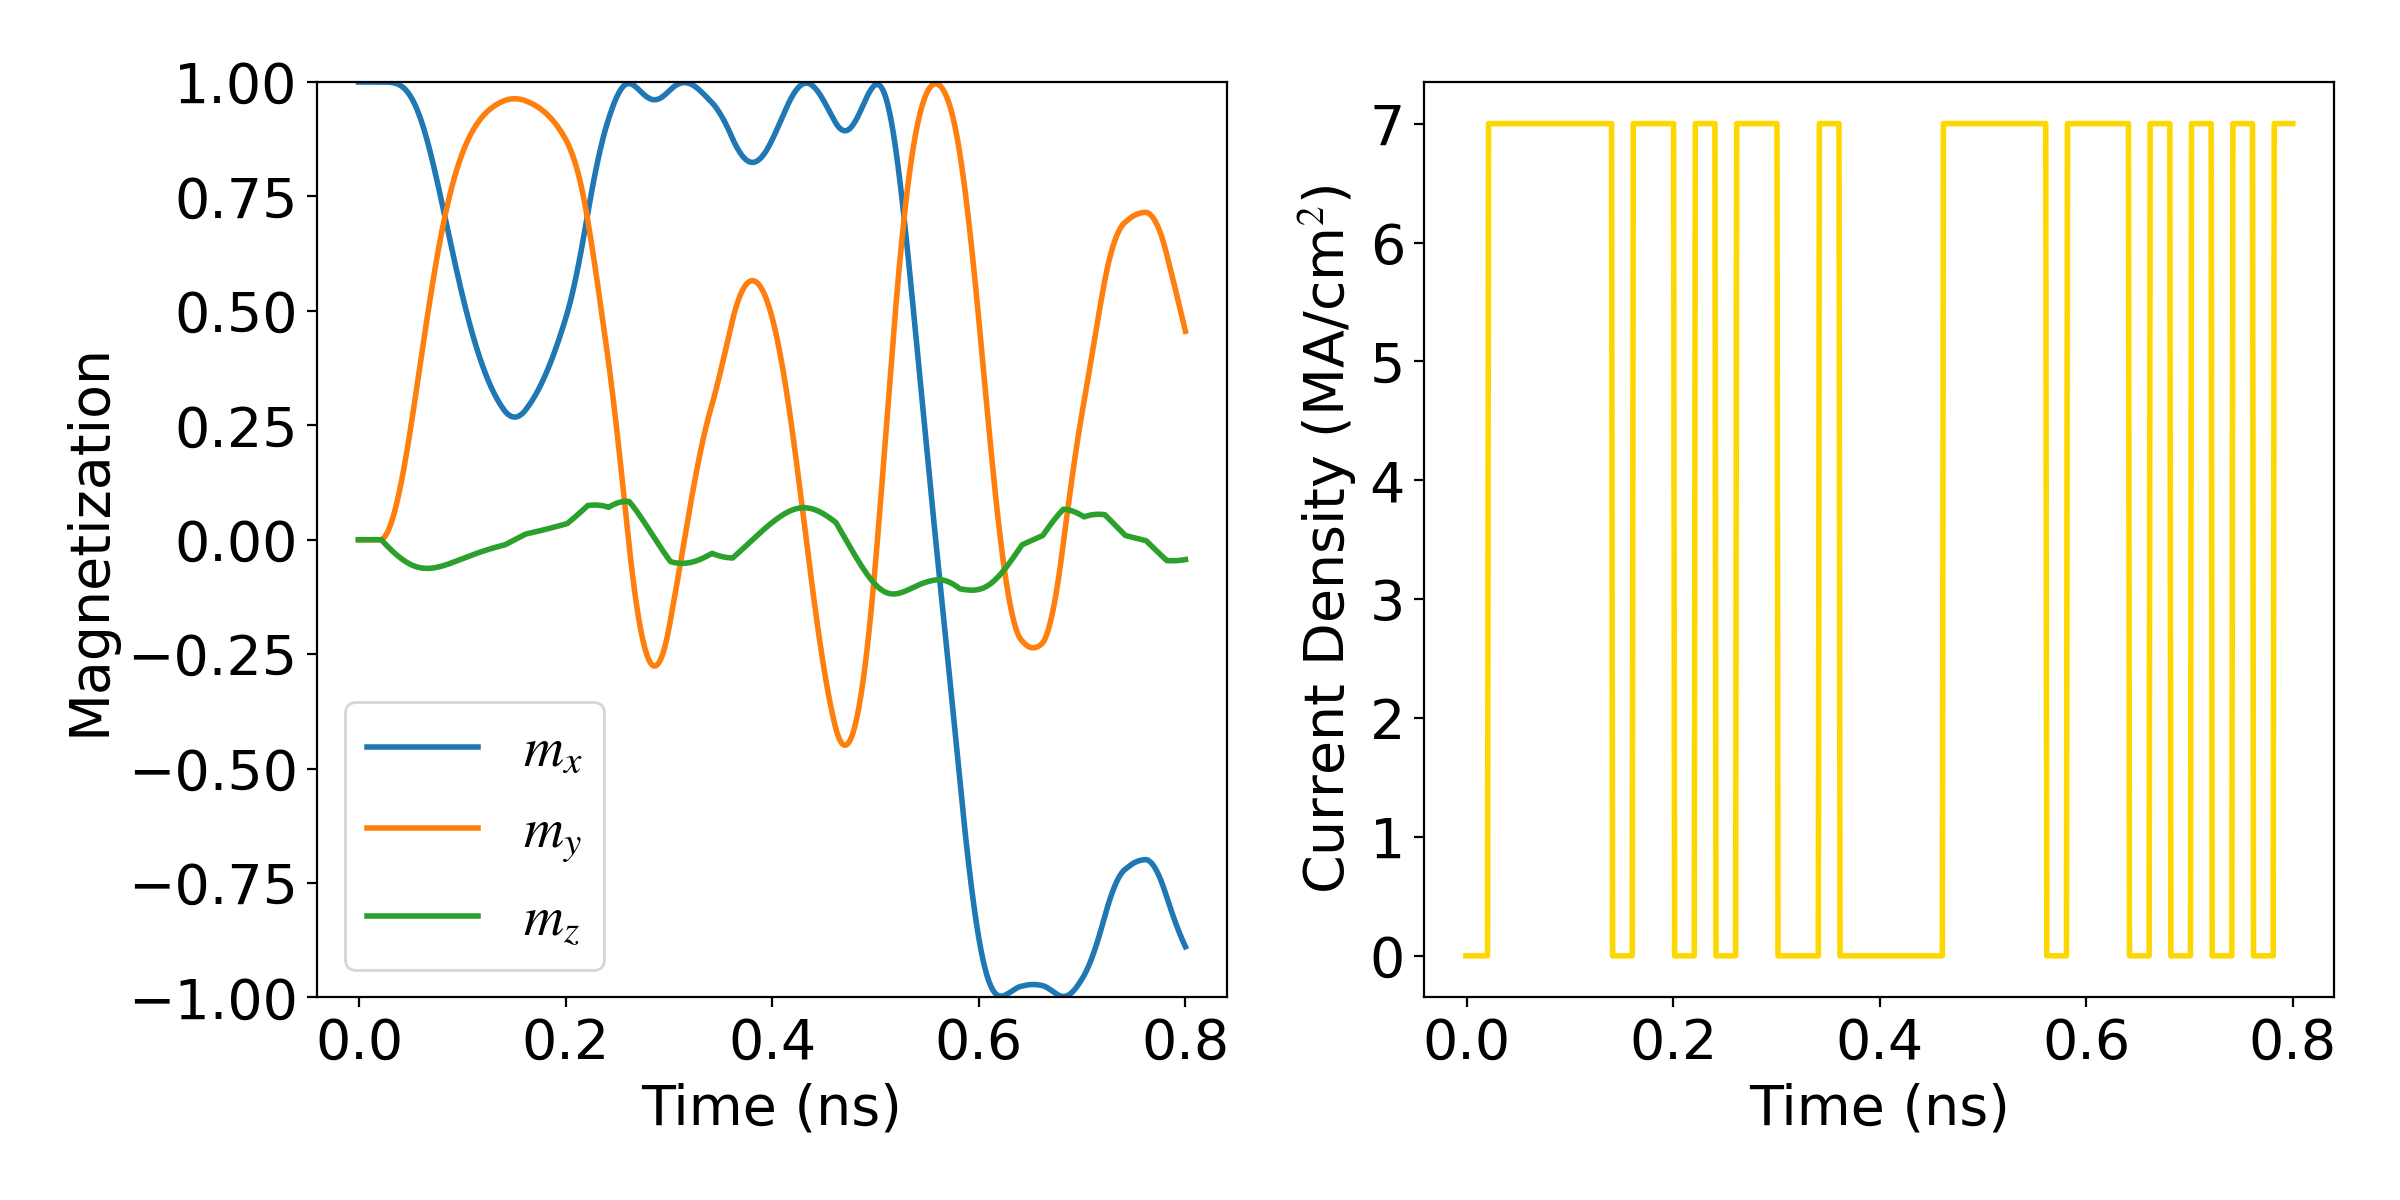 1.00
0.75
0.50
0.25
0.00
−0.25
−0.50
−0.75
−1.00
Magnetization
m_x
m_y
m_z
0.0 0.2 0.4 0.6 0.8
Time (ns)
7
6
5
4
3
2
1
0
Current Density (MA/cm²)
0.0 0.2 0.4 0.6 0.8
Time (ns)